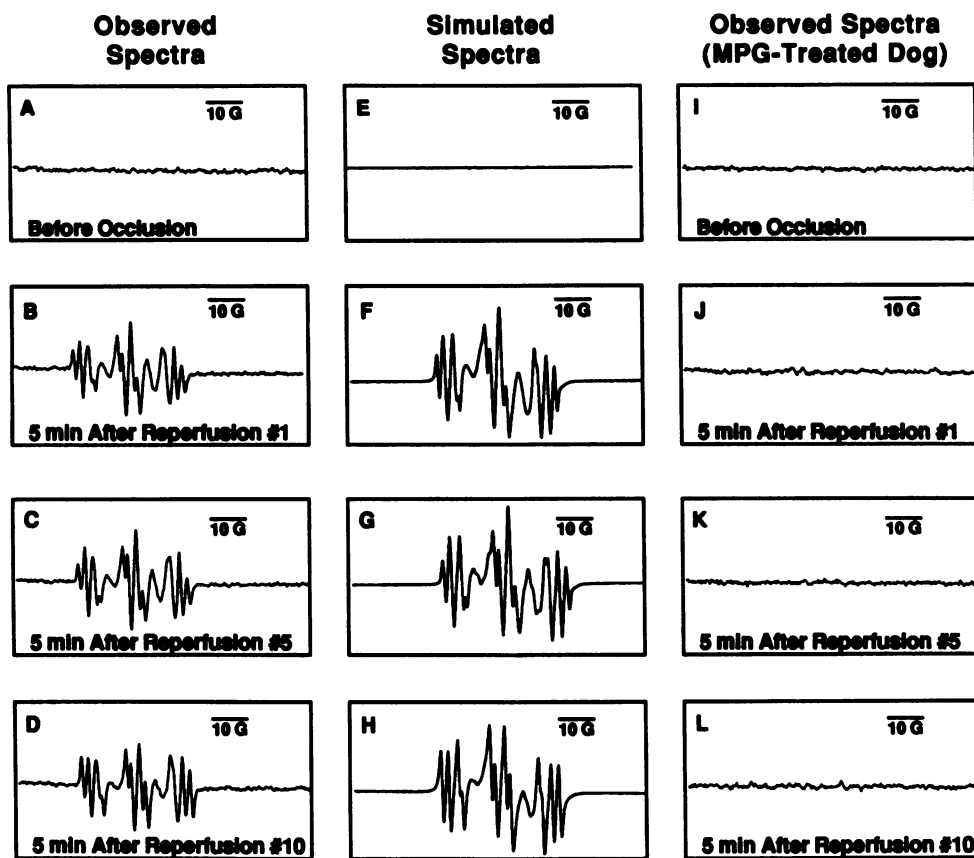 Observed
Spectra
Simulated
Spectra
Observed Spectra
(MPG-Treated Dog)
A
10 G
Before Occlusion
E
10 G
I
10 G
Before Occlusion
B
10 G
5 min After Reperfusion #1
F
10 G
J
10 G
5 min After Reperfusion #1
C
10 G
5 min After Reperfusion #5
G
10 G
K
10 G
5 min After Reperfusion #5
D
10 G
5 min After Reperfusion #10
H
10 G
L
10 G
5 min After Reperfusion #10